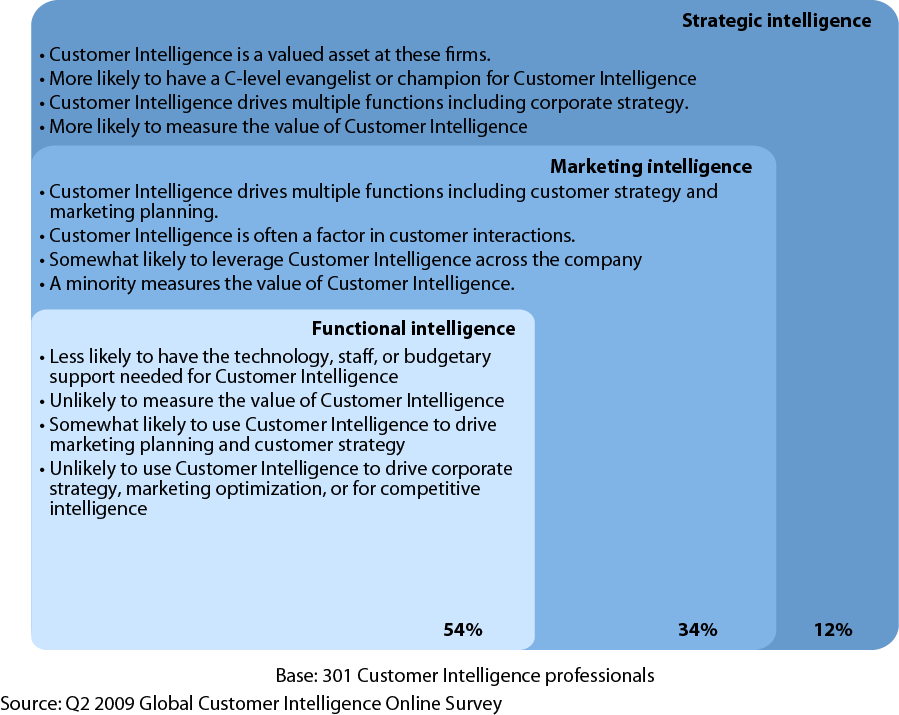 Strategic intelligence
• Customer Intelligence is a valued asset at these firms.
• More likely to have a C-level evangelist or champion for Customer Intelligence
• Customer Intelligence drives multiple functions including corporate strategy.
• More likely to measure the value of Customer Intelligence
Marketing intelligence
• Customer Intelligence drives multiple functions including customer strategy and
marketing planning.
• Customer Intelligence is often a factor in customer interactions.
• Somewhat likely to leverage Customer Intelligence across the company
• A minority measures the value of Customer Intelligence.
Functional intelligence
• Less likely to have the technology, staff, or budgetary
support needed for Customer Intelligence
• Unlikely to measure the value of Customer Intelligence
• Somewhat likely to use Customer Intelligence to drive
marketing planning and customer strategy
• Unlikely to use Customer Intelligence to drive corporate
strategy, marketing optimization, or for competitive
intelligence
54% 34% 12%
Base: 301 Customer Intelligence professionals
Source: Q2 2009 Global Customer Intelligence Online Survey